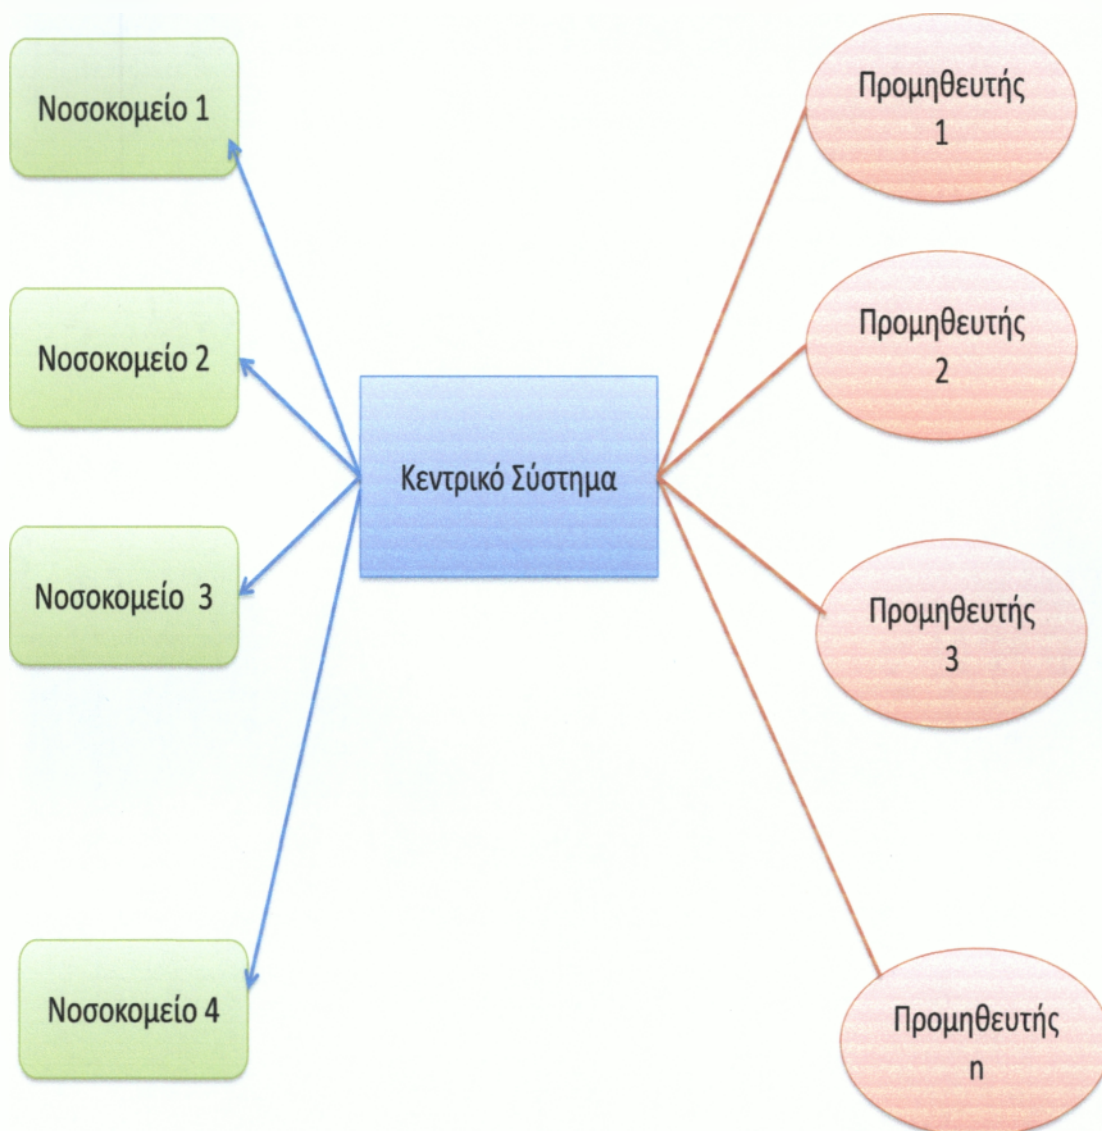 Νοσοκομείο 1
Νοσοκομείο 2
Νοσοκομείο  3
Νοσοκομείο 4
Κεντρικό Σύστημα
Προμηθευτής
1
Προμηθευτής
2
Προμηθευτής
3
Προμηθευτής
n